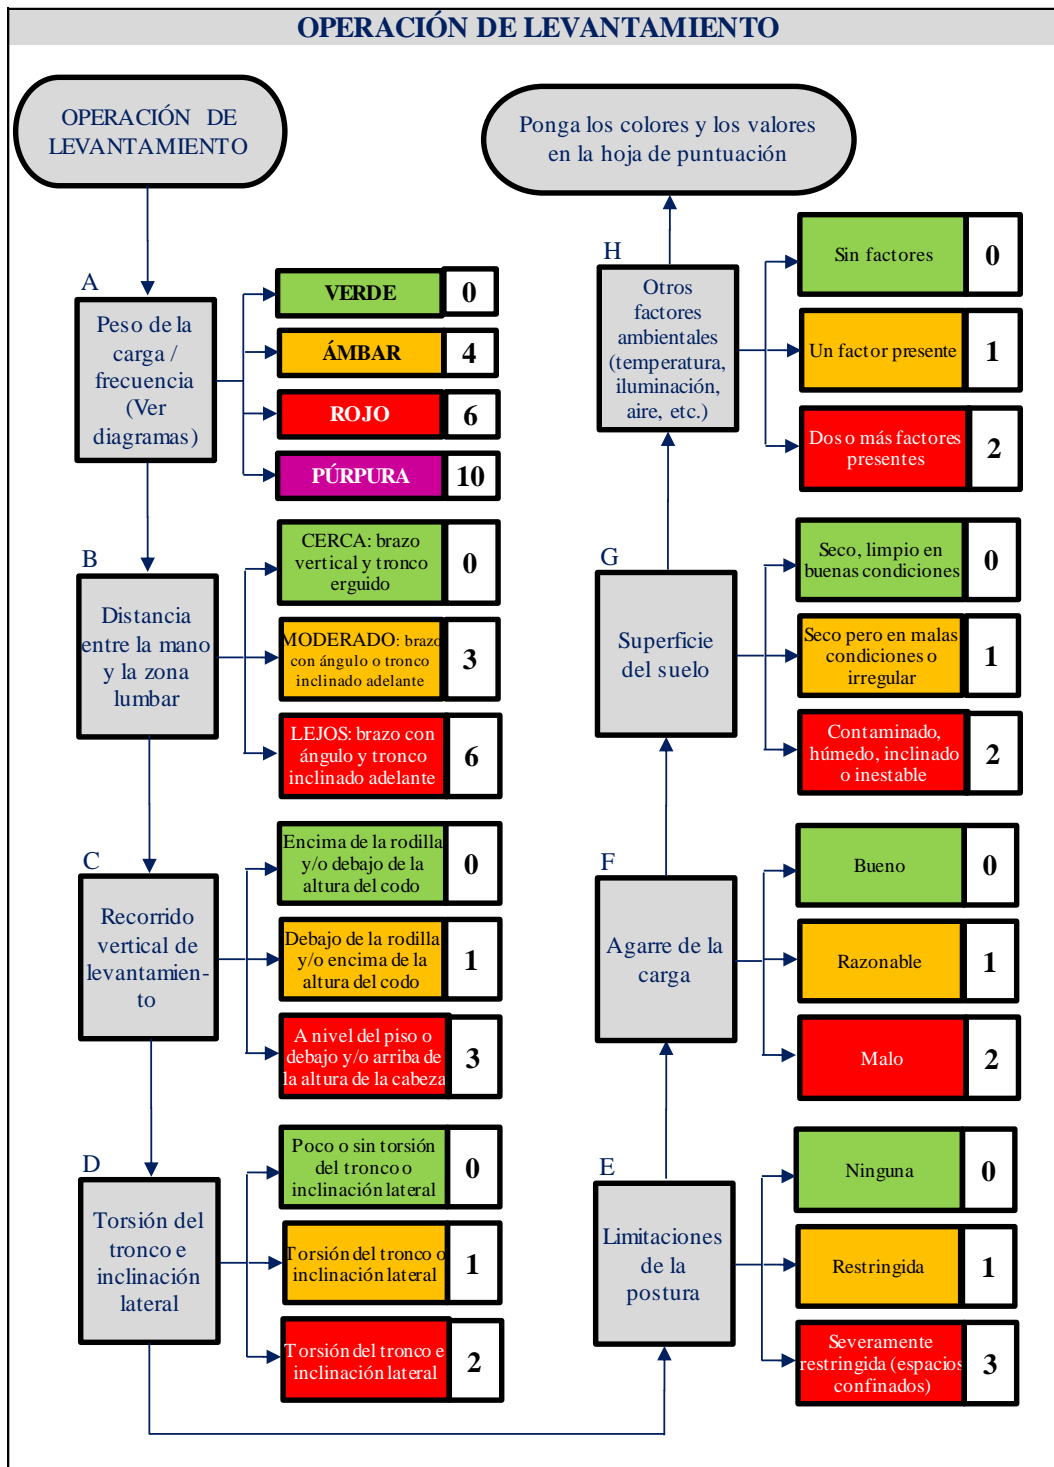 OPERACIÓN DE LEVANTAMIENTO
OPERACIÓN DE
LEVANTAMIENTO
A
Peso de la
carga /
frecuencia
(Ver
diagramas)
VERDE
0
ÁMBAR
4
ROJO
6
PÚRPURA
10
B
Distancia
entre la mano
y la zona
lumbar
CERCA: brazo
vertical y tronco
erguido
0
MODERADO: brazo
con ángulo o tronco
inclinado adelante
3
LEJOS: brazo con
ángulo y tronco
inclinado adelante
6
C
Recorrido
vertical de
levantamien-
to
Encima de la rodilla
y/o debajo de la
altura del codo
0
Debajo de la rodilla
y/o encima de la
altura del codo
1
A nivel del piso o
debajo y/o arriba de
la altura de la cabeza
3
D
Torsión del
tronco e
inclinación
lateral
Poco o sin torsión
del tronco o
inclinación lateral
0
Torsión del tronco o
inclinación lateral
1
Torsión del tronco e
inclinación lateral
2
E
Limitaciones
de la
postura
Ninguna
0
Restringida
1
Severamente
restringida (espacios
confinados)
3
F
Agarre de la
carga
Bueno
0
Razonable
1
Malo
2
G
Superficie
del suelo
Seco, limpio en
buenas condiciones
0
Seco pero en malas
condiciones o
irregular
1
Contaminado,
húmedo, inclinado
o inestable
2
H
Otros
factores
ambientales
(temperatura,
iluminación,
aire, etc.)
Sin factores
0
Un factor presente
1
Dos o más factores
presentes
2
Ponga los colores y los valores
en la hoja de puntuación